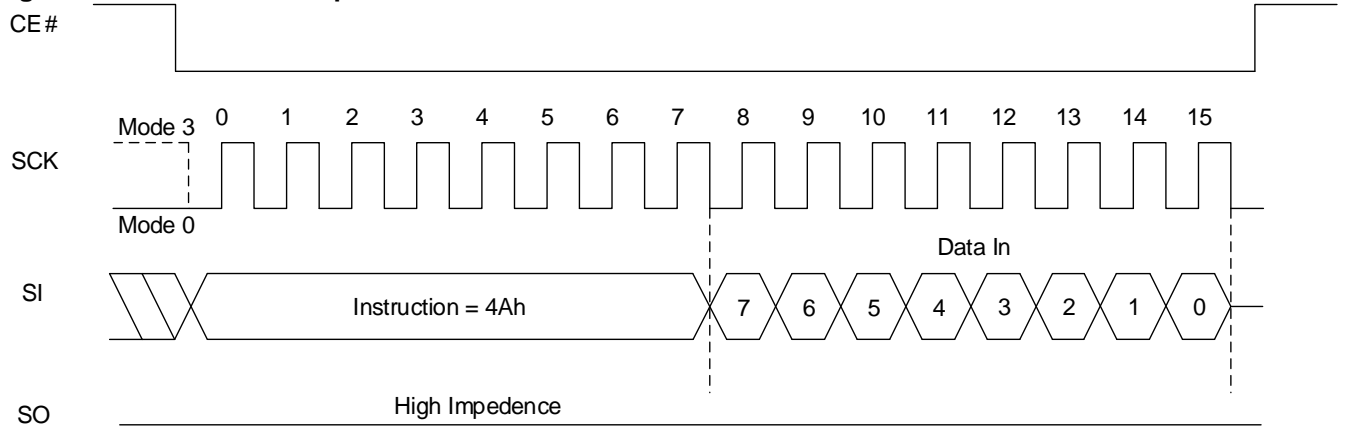 CE#
Mode 3 0 1 2 3 4 5 6 7 8 9 10 11 12 13 14 15
SCK
Mode 0
Data In
SI Instruction = 4Ah 7 6 5 4 3 2 1 0
High Impedence
SO